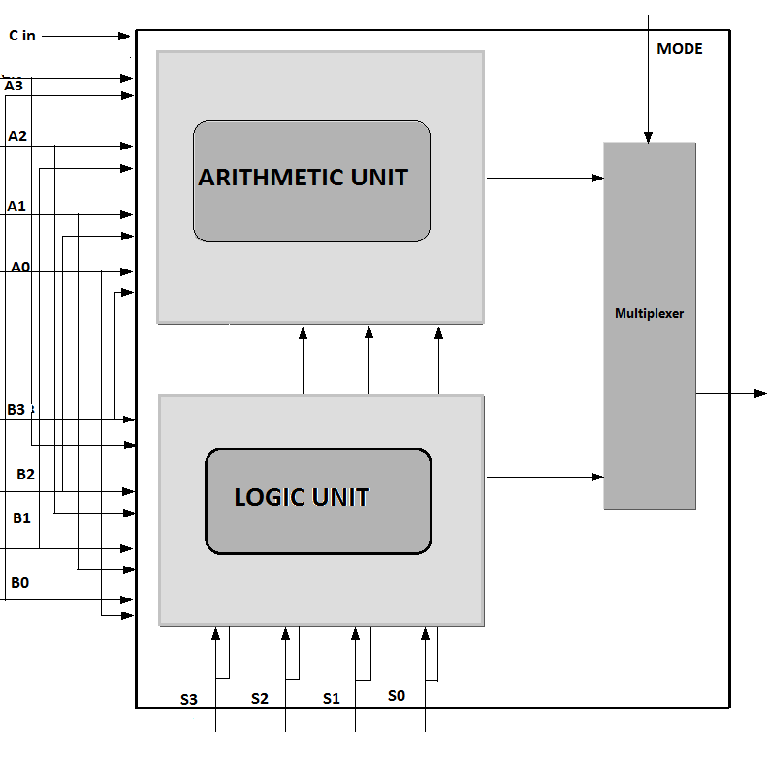 C in
MODE
A3
A2
ARITHMETIC UNIT
A1
A0
Multiplexer
B3
B2
LOGIC UNIT
B1
B0
S3
S2
S1
S0